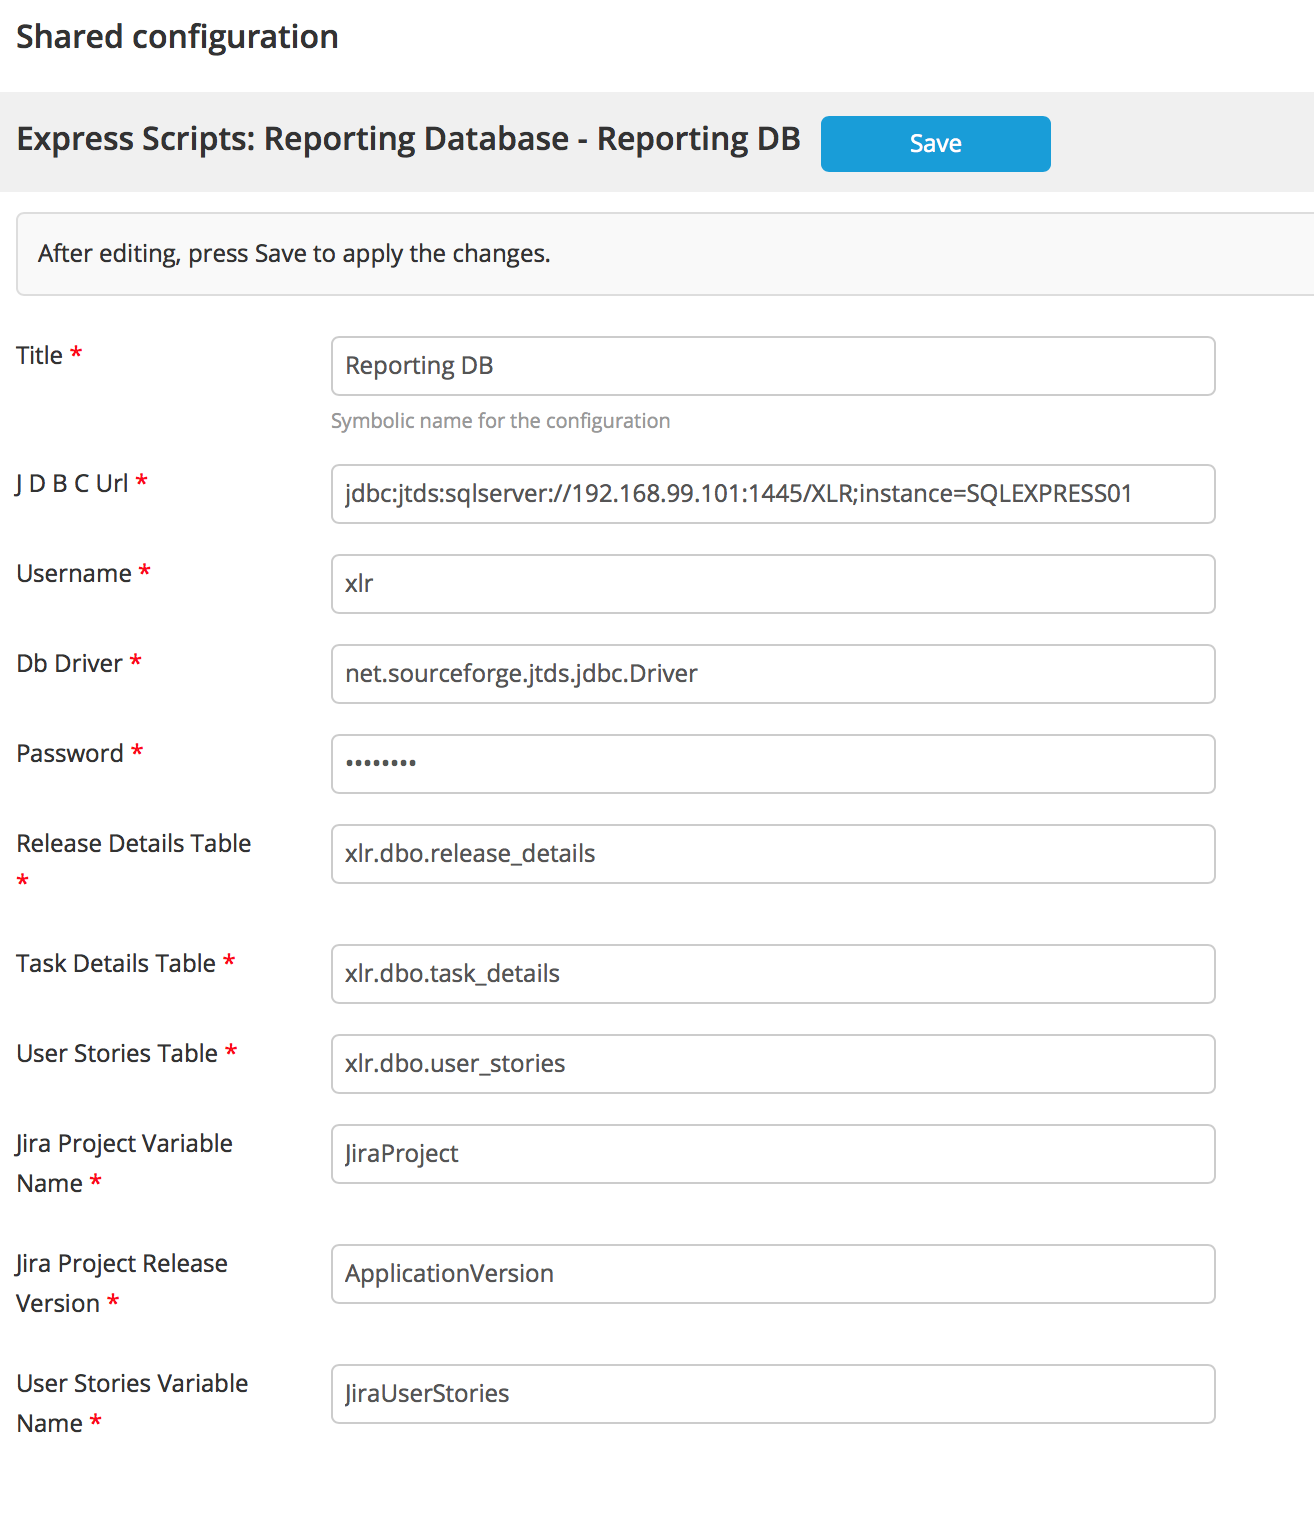 Shared configuration
Express Scripts: Reporting Database - Reporting DB
Save
After editing, press Save to apply the changes.
Title *
Reporting DB
Symbolic name for the configuration
J D B C Url *
jdbc:jtds:sqlserver://192.168.99.101:1445/XLR;instance=SQLEXPRESS01
Username *
xlr
Db Driver *
net.sourceforge.jtds.jdbc.Driver
Password *
••••••••
Release Details Table
*
xlr.dbo.release_details
Task Details Table *
xlr.dbo.task_details
User Stories Table *
xlr.dbo.user_stories
Jira Project Variable
Name *
JiraProject
Jira Project Release
Version *
ApplicationVersion
User Stories Variable
Name *
JiraUserStories